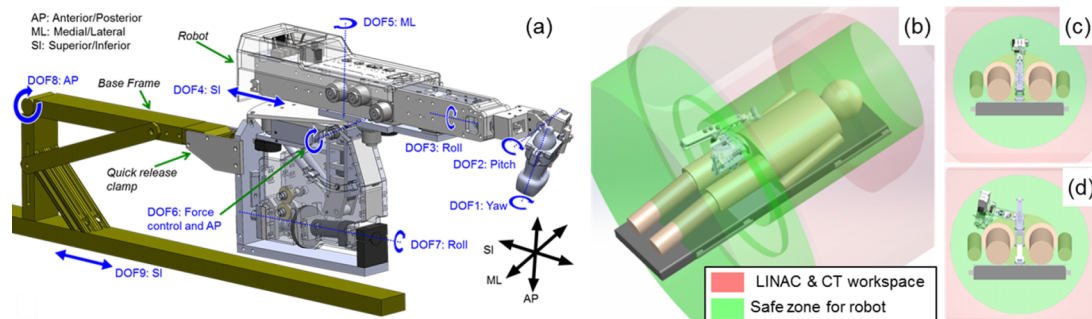 AP: Anterior/Posterior
ML: Medial/Lateral
SI: Superior/Inferior
DOF5: ML
(a)
Robot
DOF8: AP
Base Frame
DOF4: SI
DOF3: Roll
DOF2: Pitch
Quick release
clamp
DOF1: Yaw
DOF6: Force
control and AP
DOF7: Roll
SI
ML
AP
DOF9: SI
(b)
LINAC & CT workspace
Safe zone for robot
(c)
(d)